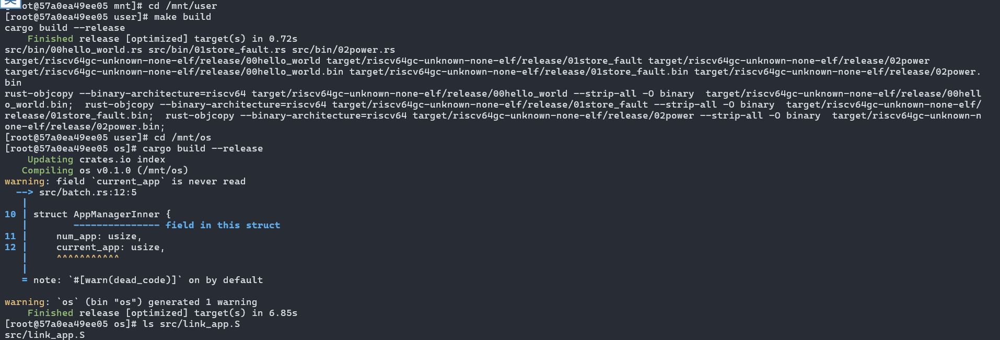 英
ot@57a0ea49ee05 mnt]# cd /mnt/user
[root@57a0ea49ee05 user]# make build
cargo build --release
    Finished release [optimized] target(s) in 0.72s
src/bin/00hello_world.rs src/bin/01store_fault.rs src/bin/02power.rs
target/riscv64gc-unknown-none-elf/release/00hello_world target/riscv64gc-unknown-none-elf/release/01store_fault target/riscv64gc-unknown-none-elf/release/02power
target/riscv64gc-unknown-none-elf/release/00hello_world.bin target/riscv64gc-unknown-none-elf/release/01store_fault.bin target/riscv64gc-unknown-none-elf/release/02power.
bin
rust-objcopy --binary-architecture=riscv64 target/riscv64gc-unknown-none-elf/release/00hello_world --strip-all -O binary  target/riscv64gc-unknown-none-elf/release/00hell
o_world.bin;  rust-objcopy --binary-architecture=riscv64 target/riscv64gc-unknown-none-elf/release/01store_fault --strip-all -O binary  target/riscv64gc-unknown-none-elf/
release/01store_fault.bin;  rust-objcopy --binary-architecture=riscv64 target/riscv64gc-unknown-none-elf/release/02power --strip-all -O binary  target/riscv64gc-unknown-n
one-elf/release/02power.bin;
[root@57a0ea49ee05 user]# cd /mnt/os
[root@57a0ea49ee05 os]# cargo build --release
    Updating crates.io index
   Compiling os v0.1.0 (/mnt/os)
warning: field `current_app` is never read
  --> src/batch.rs:12:5
   |
10 | struct AppManagerInner {
   |        --------------- field in this struct
11 |     num_app: usize,
12 |     current_app: usize,
   |     ^^^^^^^^^^^
   |
   = note: `#[warn(dead_code)]` on by default

warning: `os` (bin "os") generated 1 warning
    Finished release [optimized] target(s) in 6.85s
[root@57a0ea49ee05 os]# ls src/link_app.S
src/link_app.S